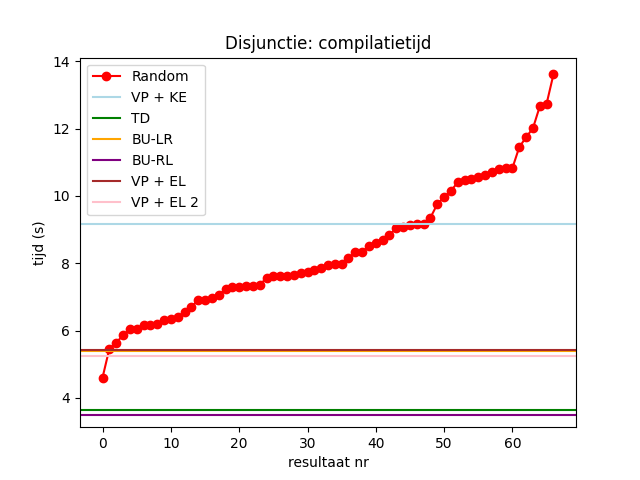 Disjunctie: compilatietijd
14
12
10
8
6
4
tijd (s)
Random
VP + KE
TD
BU-LR
BU-RL
VP + EL
VP + EL 2
0 10 20 30 40 50 60
resultaat nr